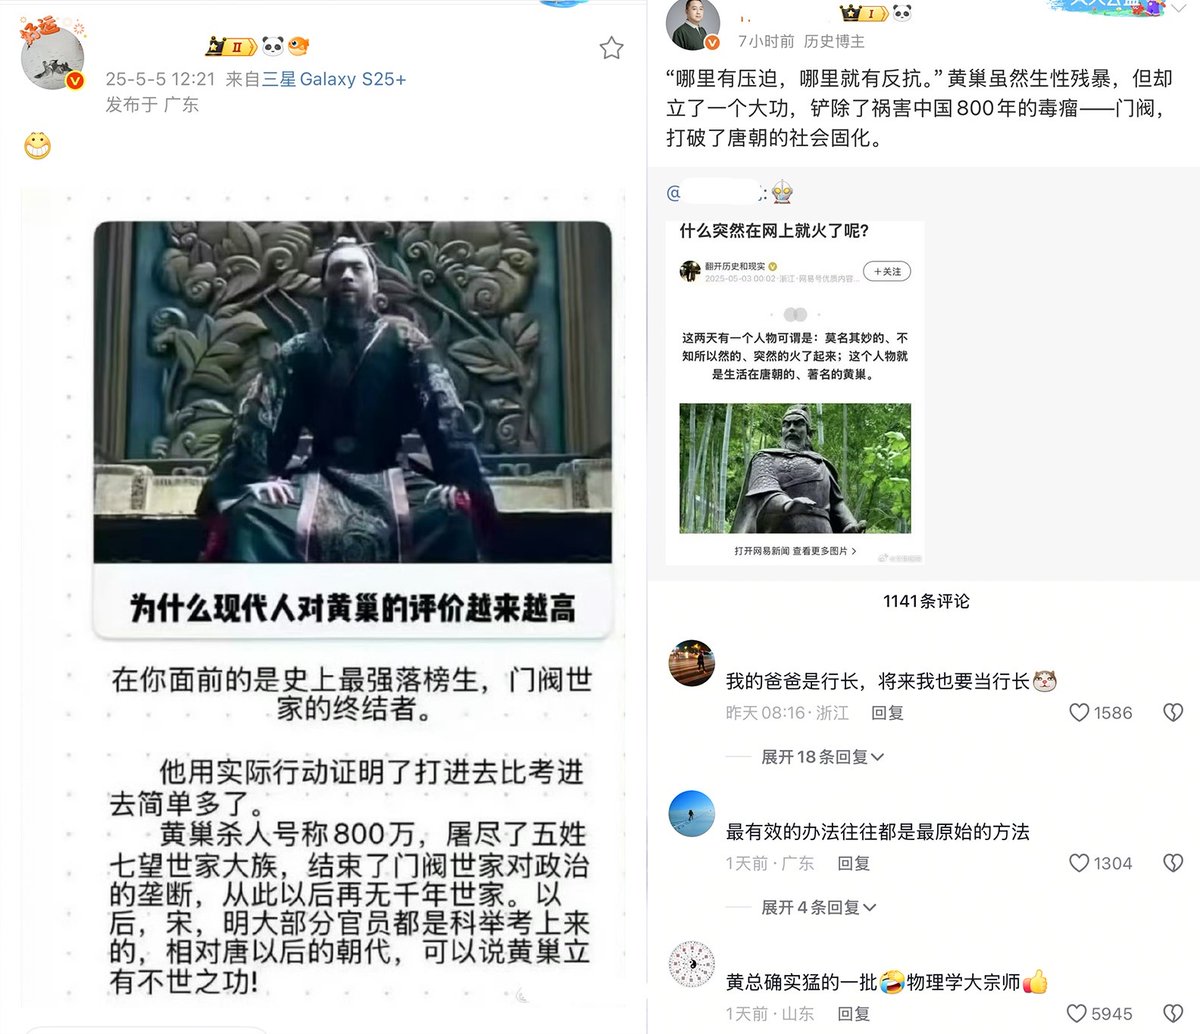 好运
II
25-5-5 12:21 来自三星Galaxy S25+
发布于 广东
为什么现代人对黄巢的评价越来越高
在你面前的是史上最强落榜生，门阀世
家的终结者。
他用实际行动证明了打进去比考进
去简单多了。
黄巢杀人号称800万，屠尽了五姓
七望世家大族，结束了门阀世家对政治
的垄断，从此以后再无千年世家。以
后，宋，明大部分官员都是科举考上来
的，相对唐以后的朝代，可以说黄巢立
有不世之功!
I
7小时前 历史博主
“哪里有压迫，哪里就有反抗。”黄巢虽然生性残暴，但却
立了一个大功，铲除了祸害中国800年的毒瘤——门阀，
打破了唐朝的社会固化。
@ :
什么突然在网上就火了呢?
翻开历史和现实
2025-05-03 00:02·浙江·网易号优质内容...
+关注
这两天有一个人物可谓是：莫名其妙的、不
知所以然的、突然的火了起来；这个人物就
是生活在唐朝的、著名的黄巢。
打开网易新闻 查看更多图片 >
1141条评论
我的爸爸是行长，将来我也要当行长
昨天 08:16·浙江 回复 1586
展开18条回复
最有效的办法往往都是最原始的方法
1天前·广东 回复 1304
展开4条回复
黄总确实猛的一批 物理学大宗师
1天前·山东 回复 5945